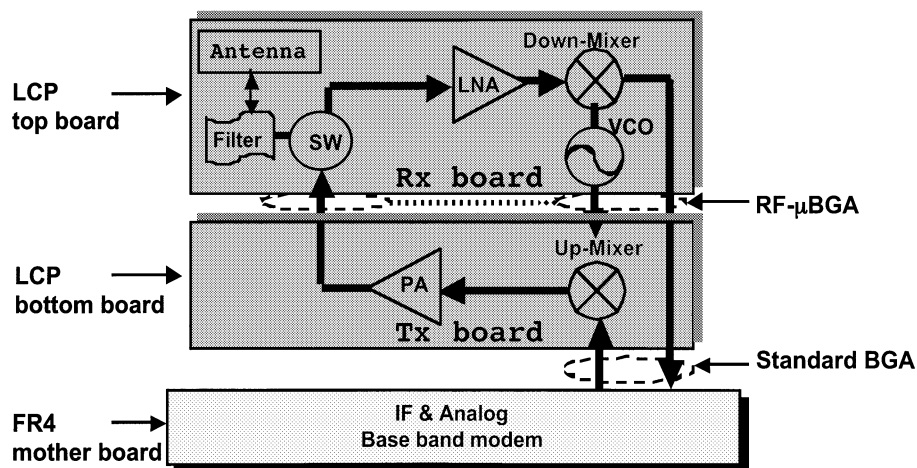 Down-Mixer
Antenna
LNA
LCP
top board
VCO
Filter
SW
Rx board
RF-μBGA
Up-Mixer
LCP
bottom board
PA
Tx board
Standard BGA
IF & Analog
Base band modem
FR4
mother board